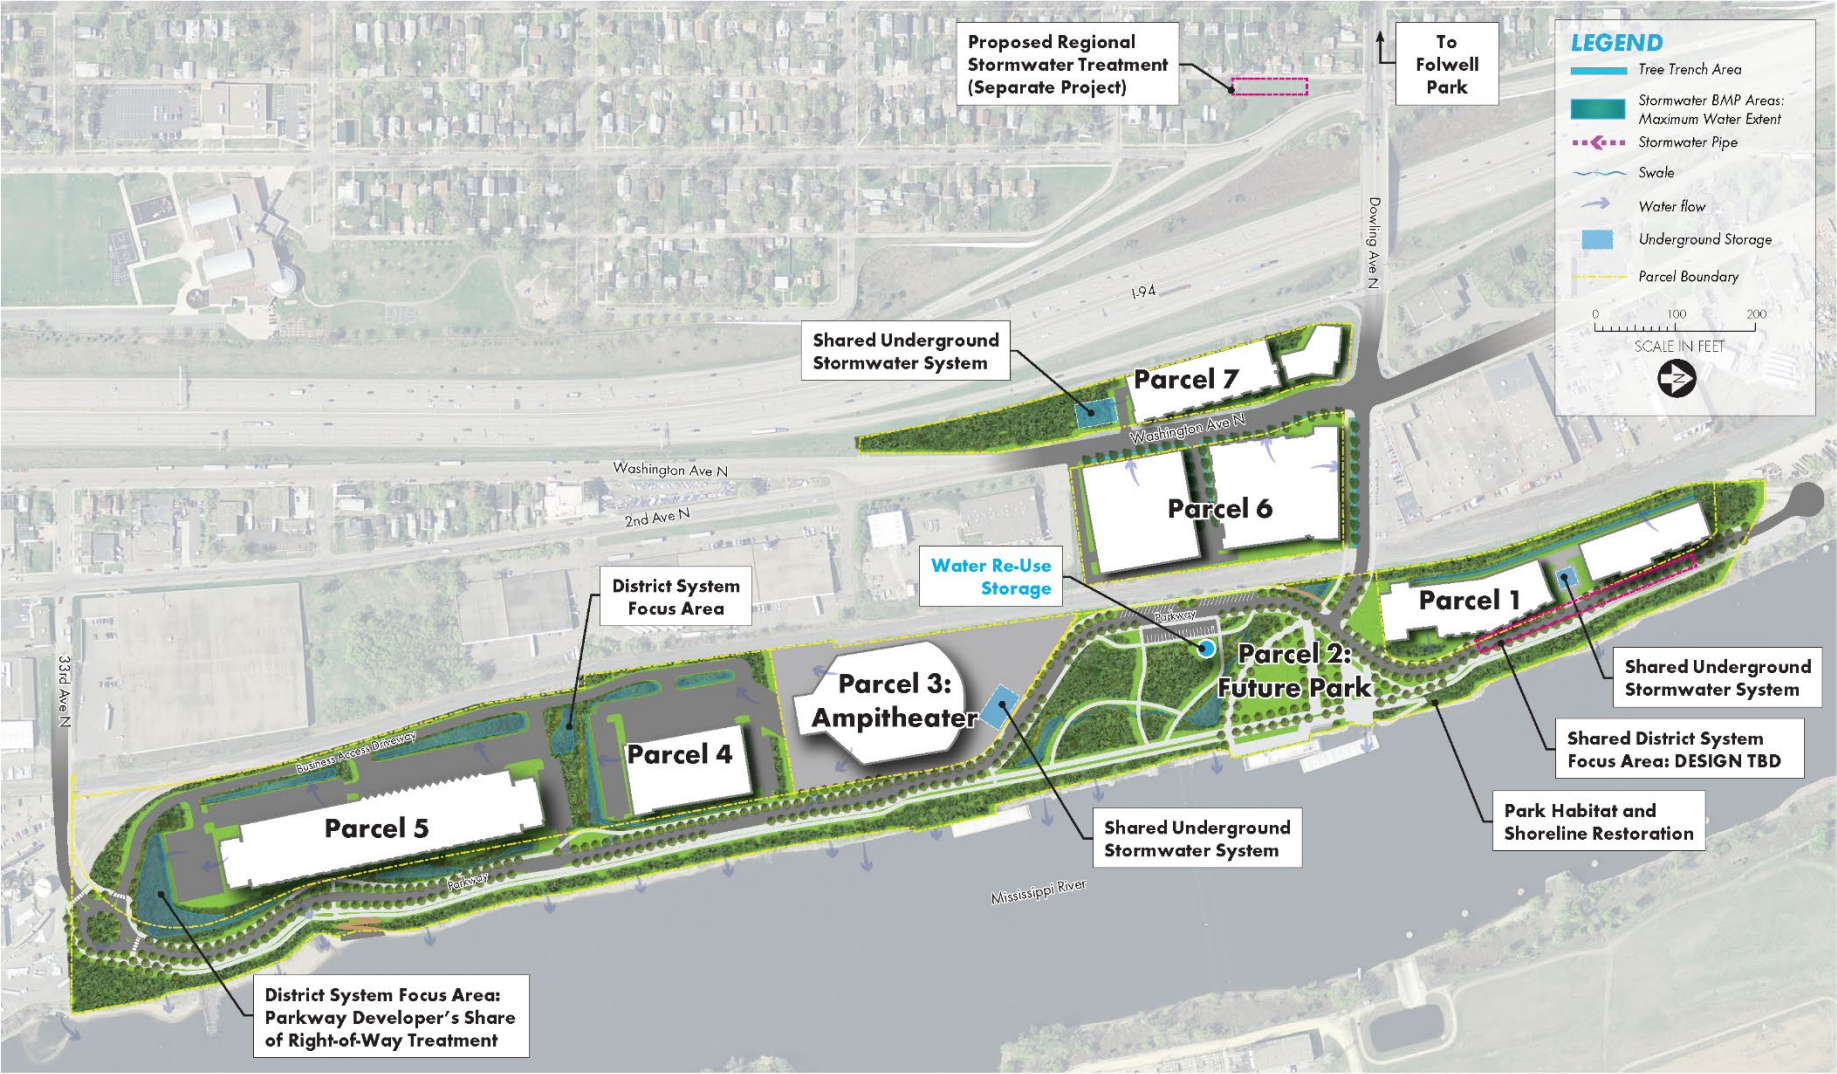 Proposed Regional
Stormwater Treatment
(Separate Project)
To
Folwell
Park
LEGEND
Tree Trench Area
Stormwater BMP Areas:
Maximum Water Extent
Stormwater Pipe
Swale
Water flow
Underground Storage
Parcel Boundary
0 100 200
SCALE IN FEET
N
Dowling Ave N
I-94
Shared Underground
Stormwater System
Parcel 7
Washington Ave N
Washington Ave N
2nd Ave N
Parcel 6
Water Re-Use
Storage
District System
Focus Area
Parkway
Parcel 1
Parcel 2:
Future Park
33rd Ave N
Parcel 3:
Ampitheater
Shared Underground
Stormwater System
Business Access Driveway
Parcel 4
Shared District System
Focus Area: DESIGN TBD
Parcel 5
Park Habitat and
Shoreline Restoration
Shared Underground
Stormwater System
Parkway
Mississippi River
District System Focus Area:
Parkway Developer's Share
of Right-of-Way Treatment